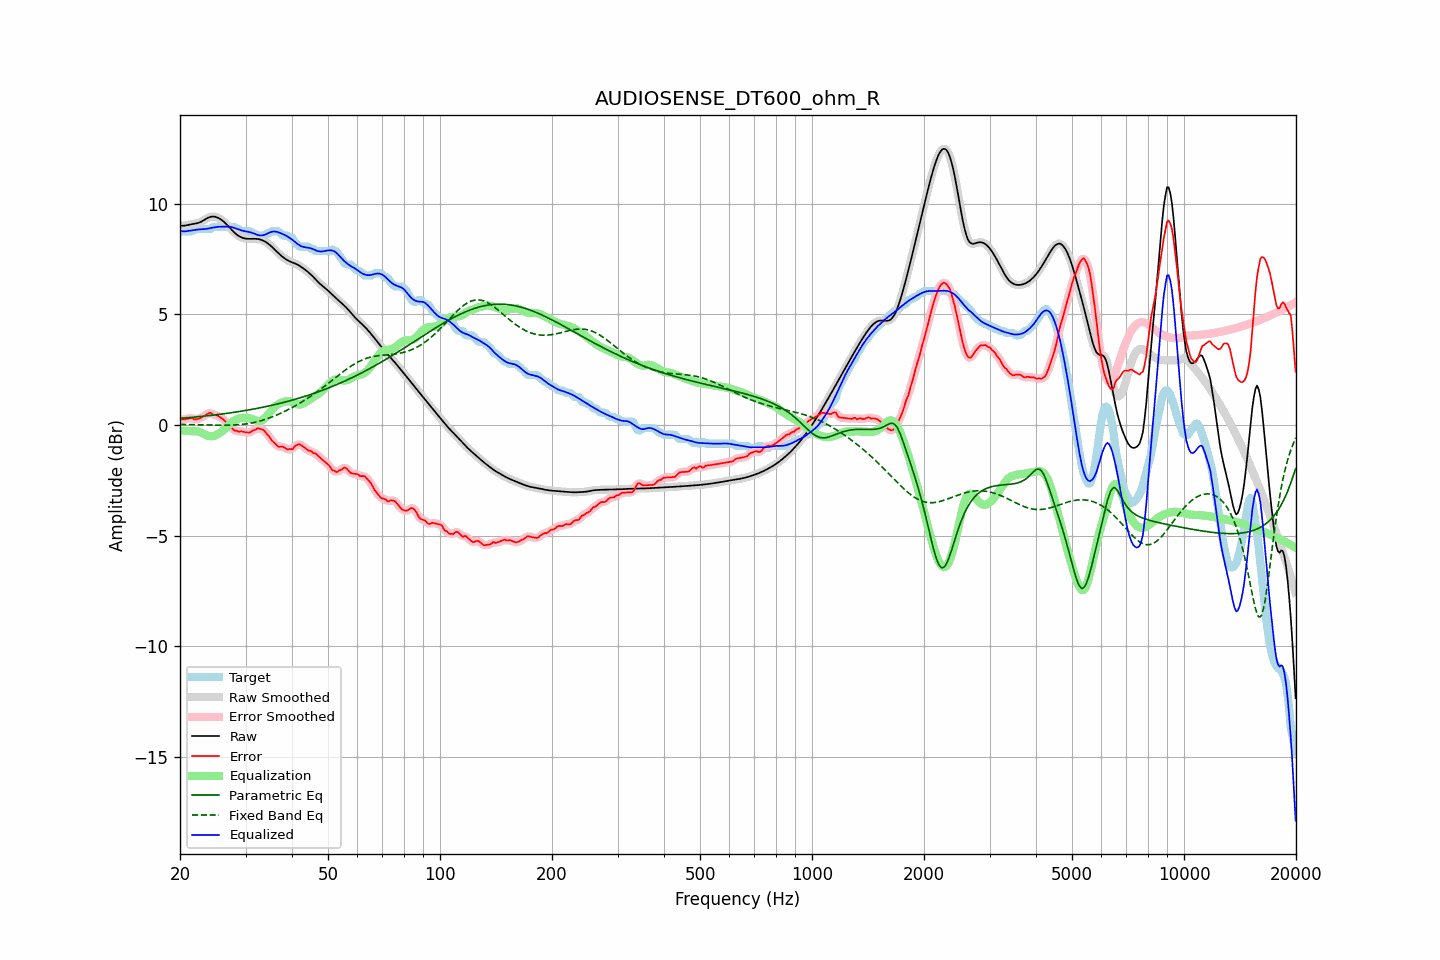 AUDIOSENSE_DT600_ohm_R
Amplitude (dBr)
10
5
0
−5
−10
−15
Target
Raw Smoothed
Error Smoothed
Raw
Error
Equalization
Parametric Eq
Fixed Band Eq
Equalized
20 50 100 200 500 1000 2000 5000 10000 20000
Frequency (Hz)